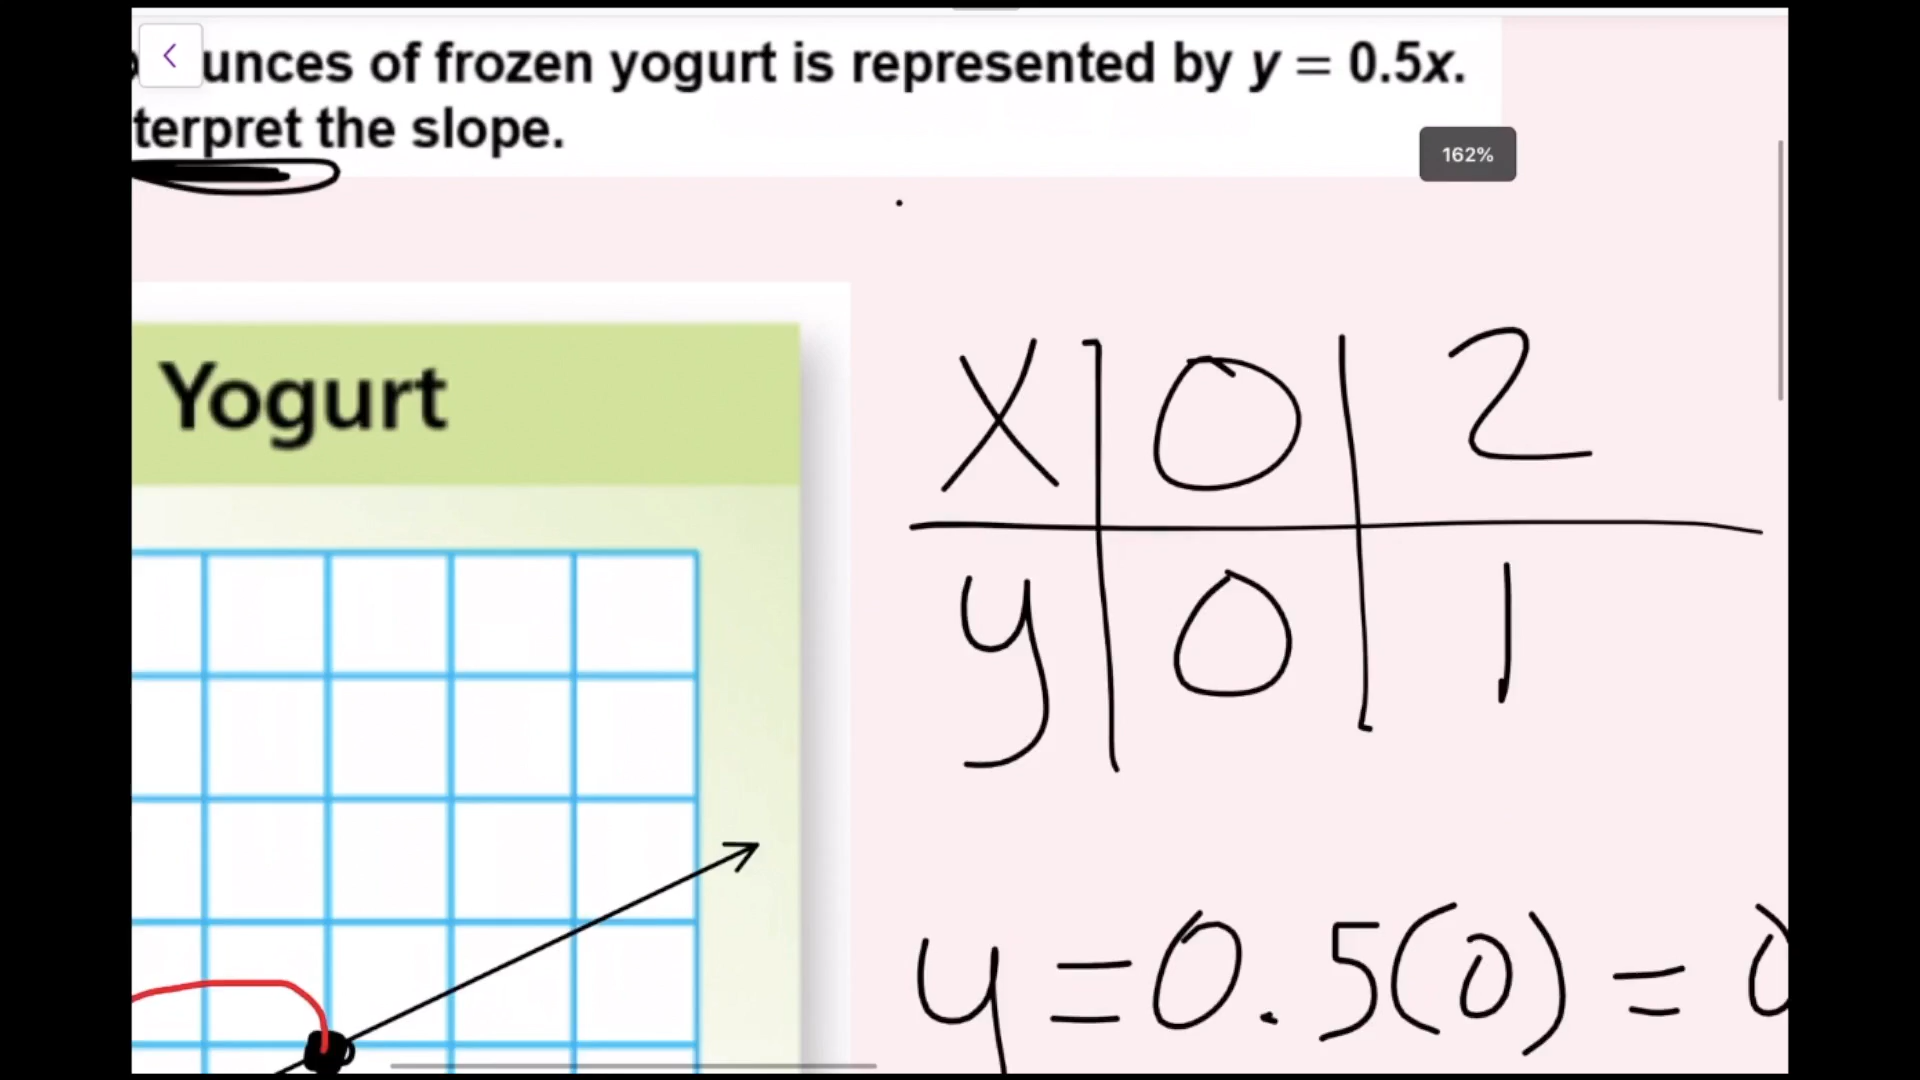 unces of frozen yogurt is represented by y = 0.5x.
terpret the slope.
162%
Yogurt
x 0 2
y 0 1
y = 0.5(0) = 0